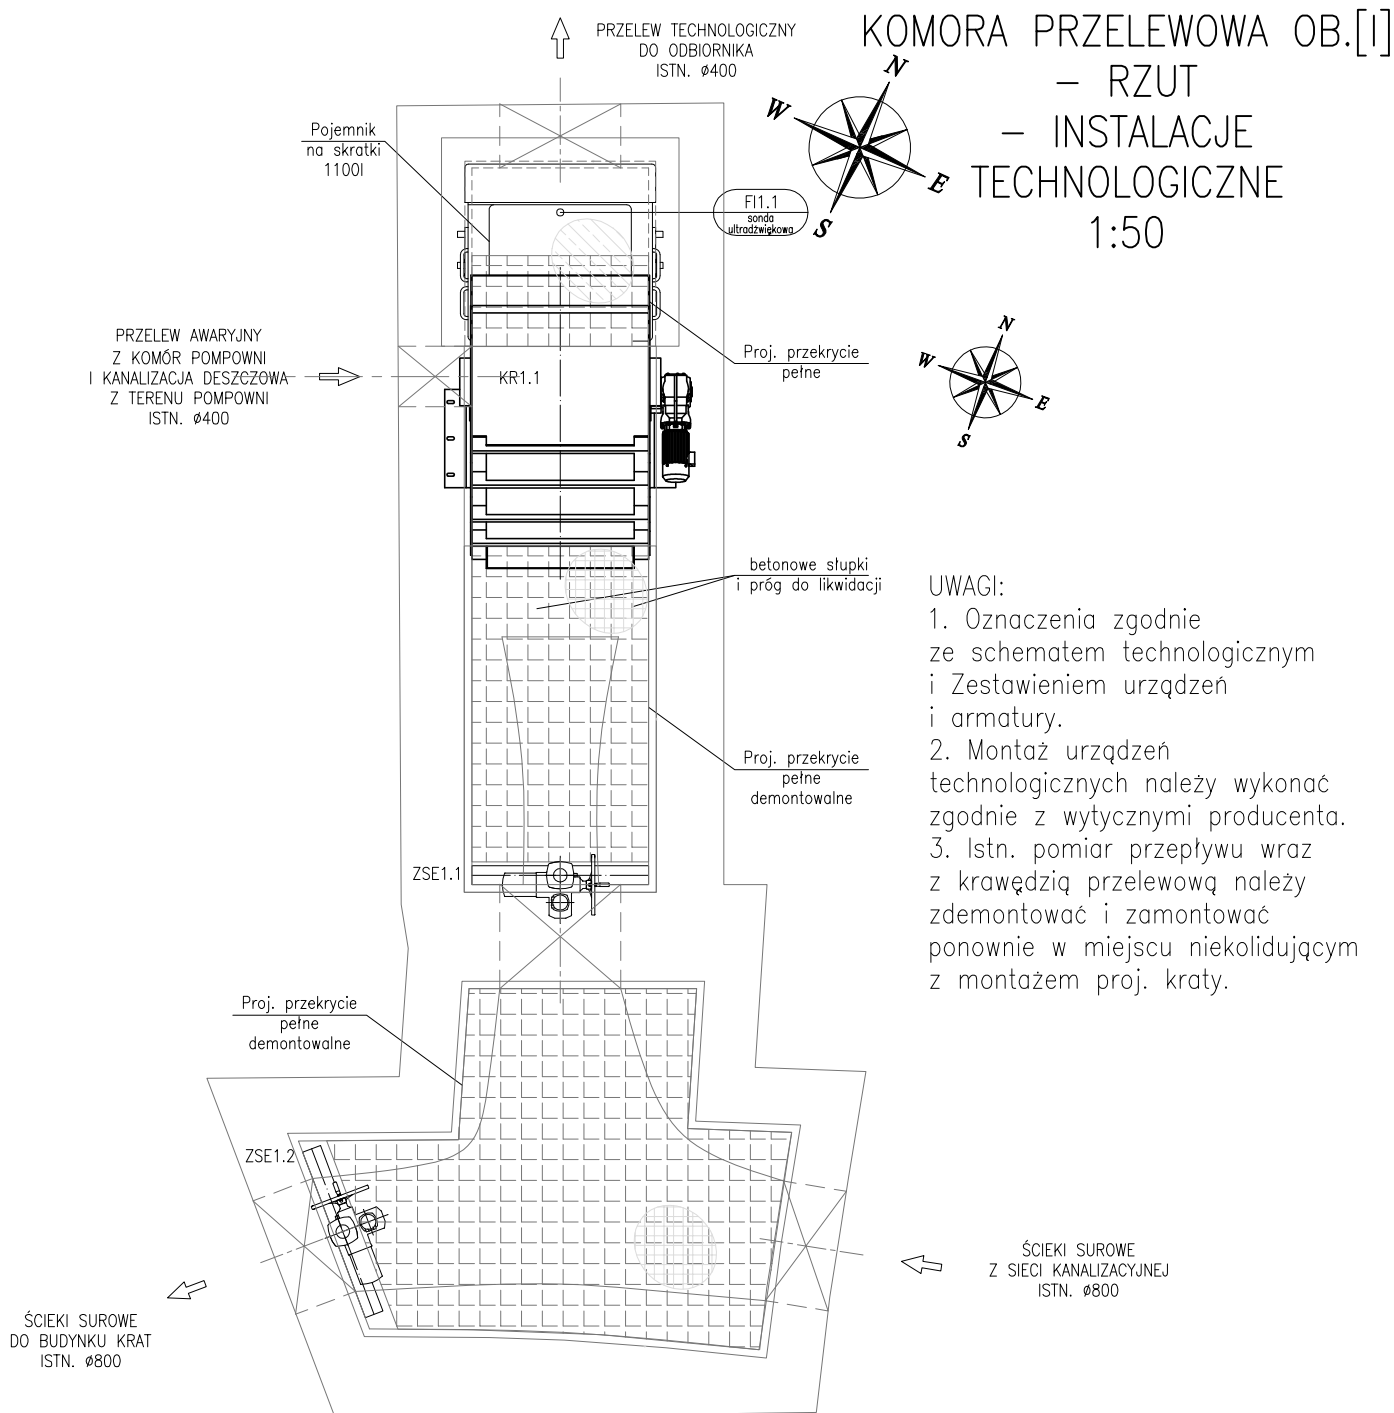 PRZELEW TECHNOLOGICZNY
DO ODBIORNIKA
ISTN. ø400
KOMORA PRZELEWOWA OB.[I]
– RZUT
– INSTALACJE
TECHNOLOGICZNE
1:50
N
W
E
S
Pojemnik
na skratki
1100l
FI1.1
sonda
ultradźwiękowa
PRZELEW AWARYJNY
Z KOMÓR POMPOWNI
I KANALIZACJA DESZCZOWA
Z TERENU POMPOWNI
ISTN. ø400
KR1.1
Proj. przekrycie
pełne
N
W
E
S
betonowe słupki
i próg do likwidacji
UWAGI:
1. Oznaczenia zgodnie
ze schematem technologicznym
i Zestawieniem urządzeń
i armatury.
2. Montaż urządzeń
technologicznych należy wykonać
zgodnie z wytycznymi producenta.
3. Istn. pomiar przepływu wraz
z krawędzią przelewową należy
zdemontować i zamontować
ponownie w miejscu niekolidującym
z montażem proj. kraty.
Proj. przekrycie
pełne
demontowalne
ZSE1.1
Proj. przekrycie
pełne
demontowalne
ZSE1.2
ŚCIEKI SUROWE
Z SIECI KANALIZACYJNEJ
ISTN. ø800
ŚCIEKI SUROWE
DO BUDYNKU KRAT
ISTN. ø800